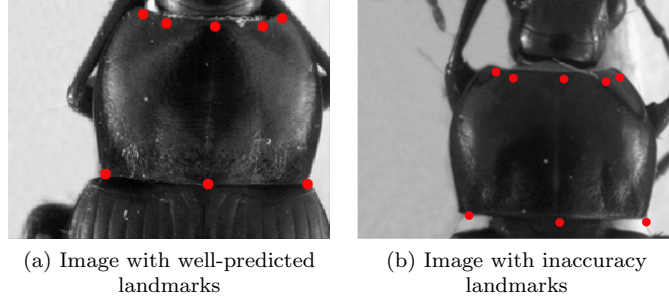 (a) Image with well-predicted
landmarks
(b) Image with inaccuracy
landmarks